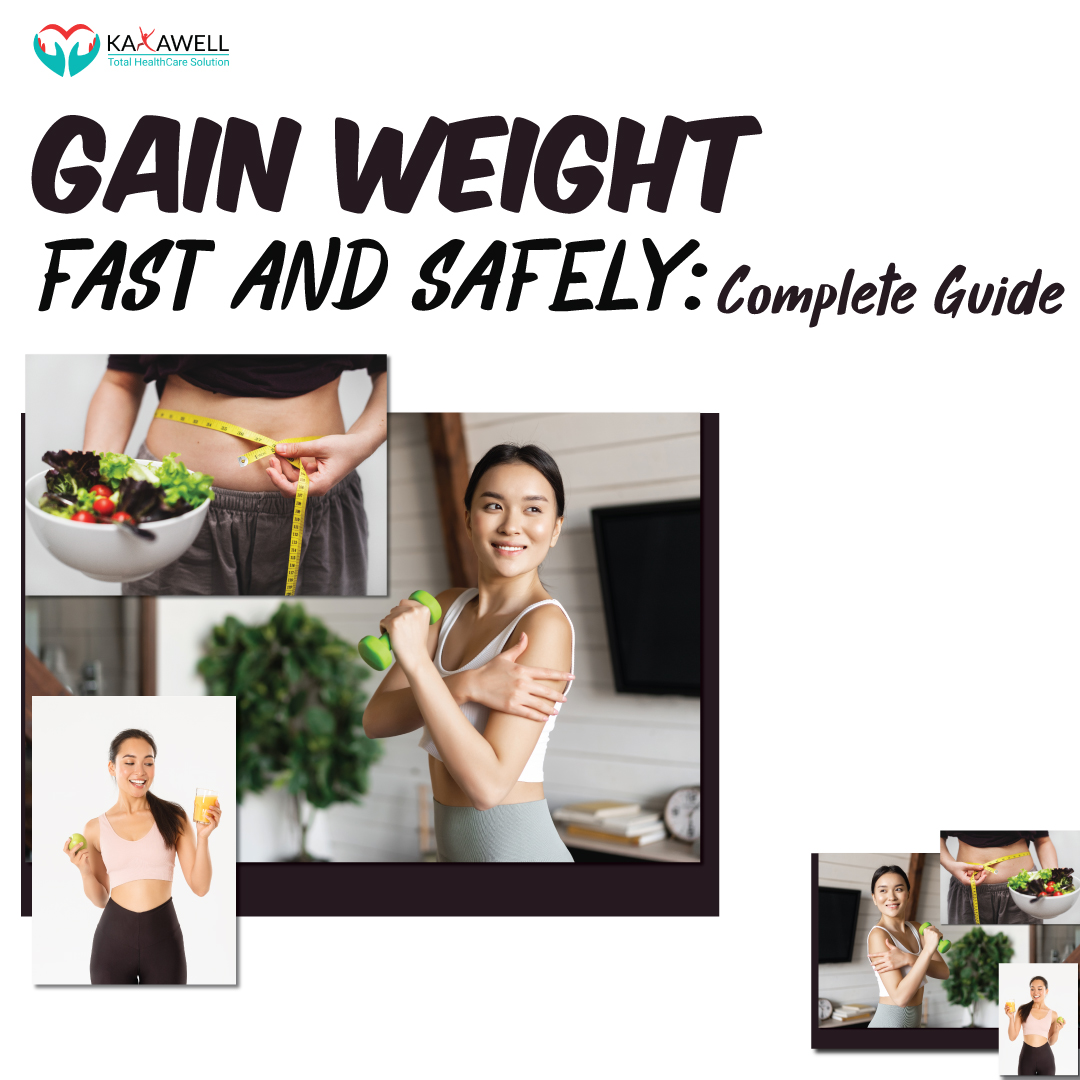 KAYAWELL
Total HealthCare Solution
GAIN WEIGHT
FAST AND SAFELY: Complete Guide